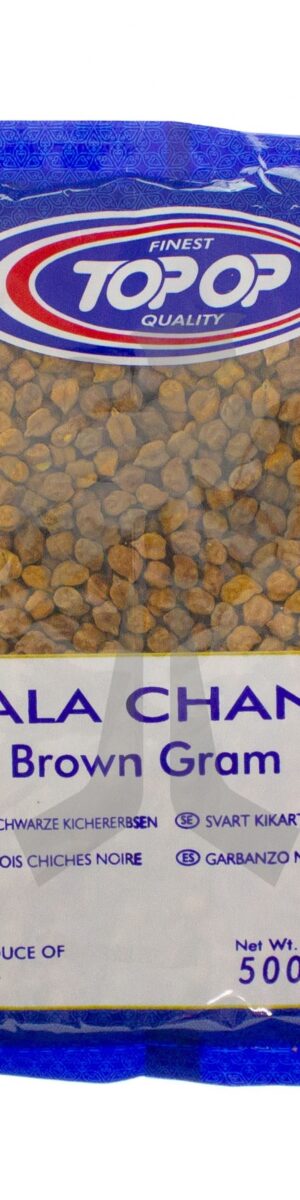 FINEST
TOP OP
QUALITY
ALA CHAN
Brown Gram
CHWARZE KICHERERBSEN SE SVART KIKART
OIS CHICHES NOIRE ES GARBANZO N
UCE OF
Net Wt.
500